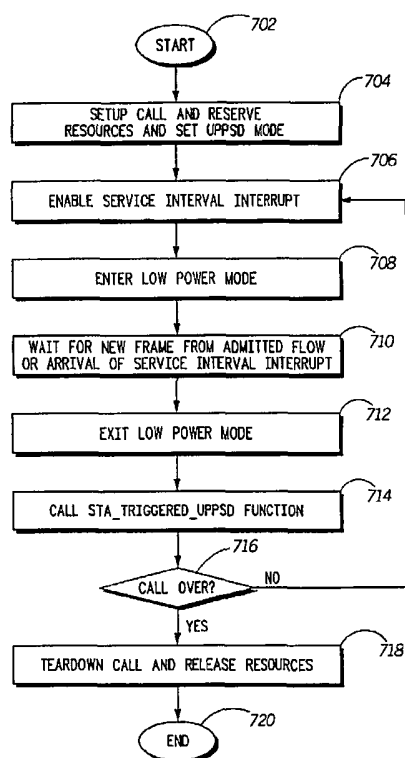 702
START
704
SETUP CALL AND RESERVE
RESOURCES AND SET UPPSD MODE
706
ENABLE SERVICE INTERVAL INTERRUPT
708
ENTER LOW POWER MODE
710
WAIT FOR NEW FRAME FROM ADMITTED FLOW
OR ARRIVAL OF SERVICE INTERVAL INTERRUPT
712
EXIT LOW POWER MODE
714
CALL STA_TRIGGERED_UPPSD FUNCTION
716
CALL OVER?
NO
YES
718
TEARDOWN CALL AND RELEASE RESOURCES
720
END